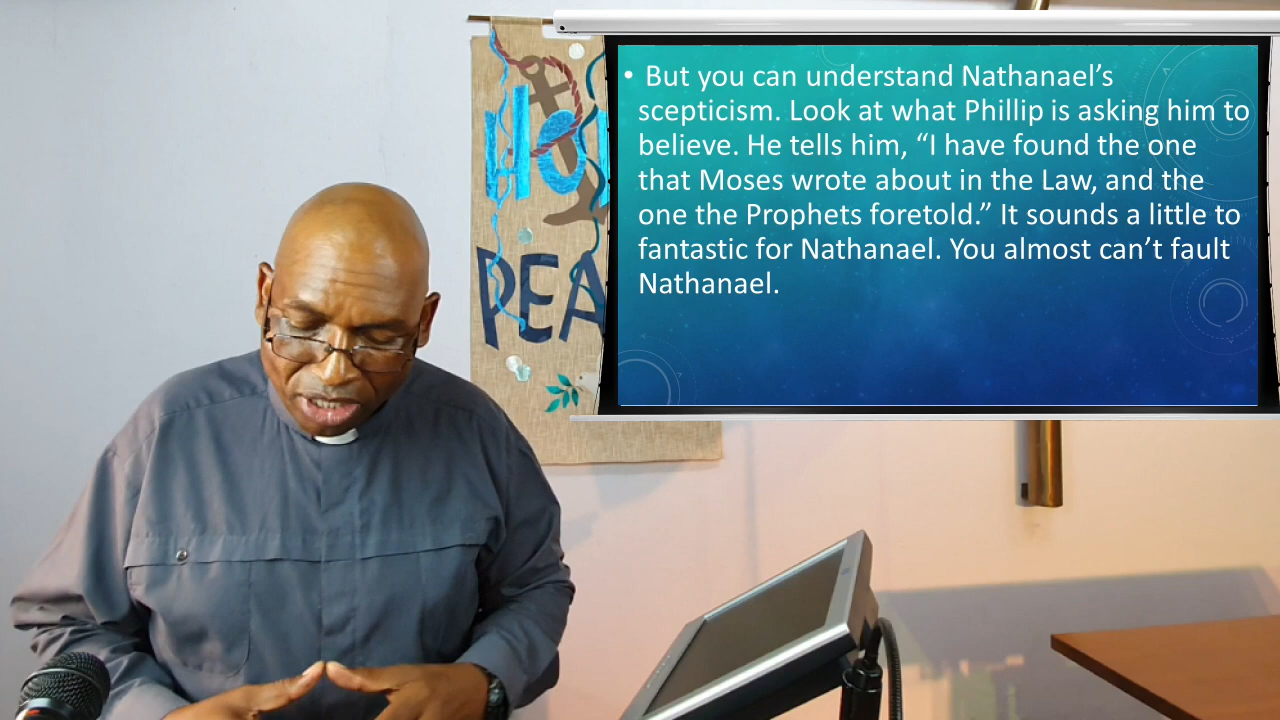 HO
PEA
• But you can understand Nathanael’s
scepticism. Look at what Phillip is asking him to
believe. He tells him, “I have found the one
that Moses wrote about in the Law, and the
one the Prophets foretold.” It sounds a little to
fantastic for Nathanael. You almost can’t fault
Nathanael.